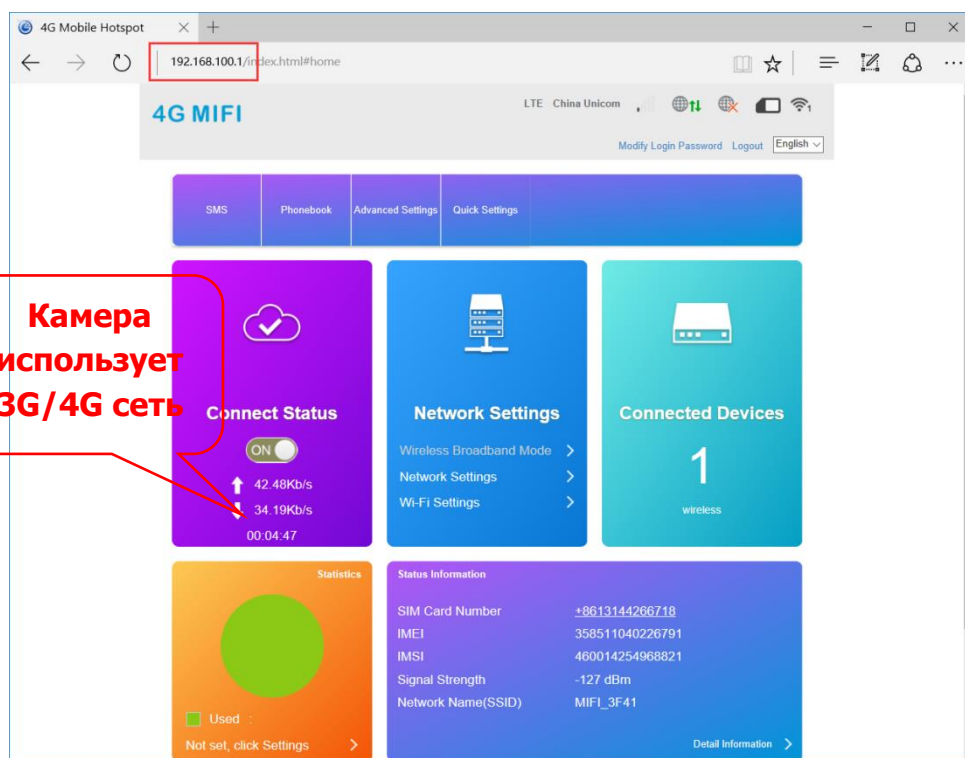 4G Mobile Hotspot
192.168.100.1/index.html#home
4G MIFI
LTE China Unicom
1
Modify Login Password Logout English
SMS Phonebook Advanced Settings Quick Settings
Камера
использует
3G/4G сеть
Connect Status
ON
42.48Kb/s
34.19Kb/s
00:04:47
Network Settings
Wireless Broadband Mode
Network Settings
Wi-Fi Settings
Connected Devices
1
wireless
Statistics
Used :
Not set, click Settings
Status Information
SIM Card Number +8613144266718
IMEI 358511040226791
IMSI 460014254968821
Signal Strength -127 dBm
Network Name(SSID) MIFI_3F41
Detail Information